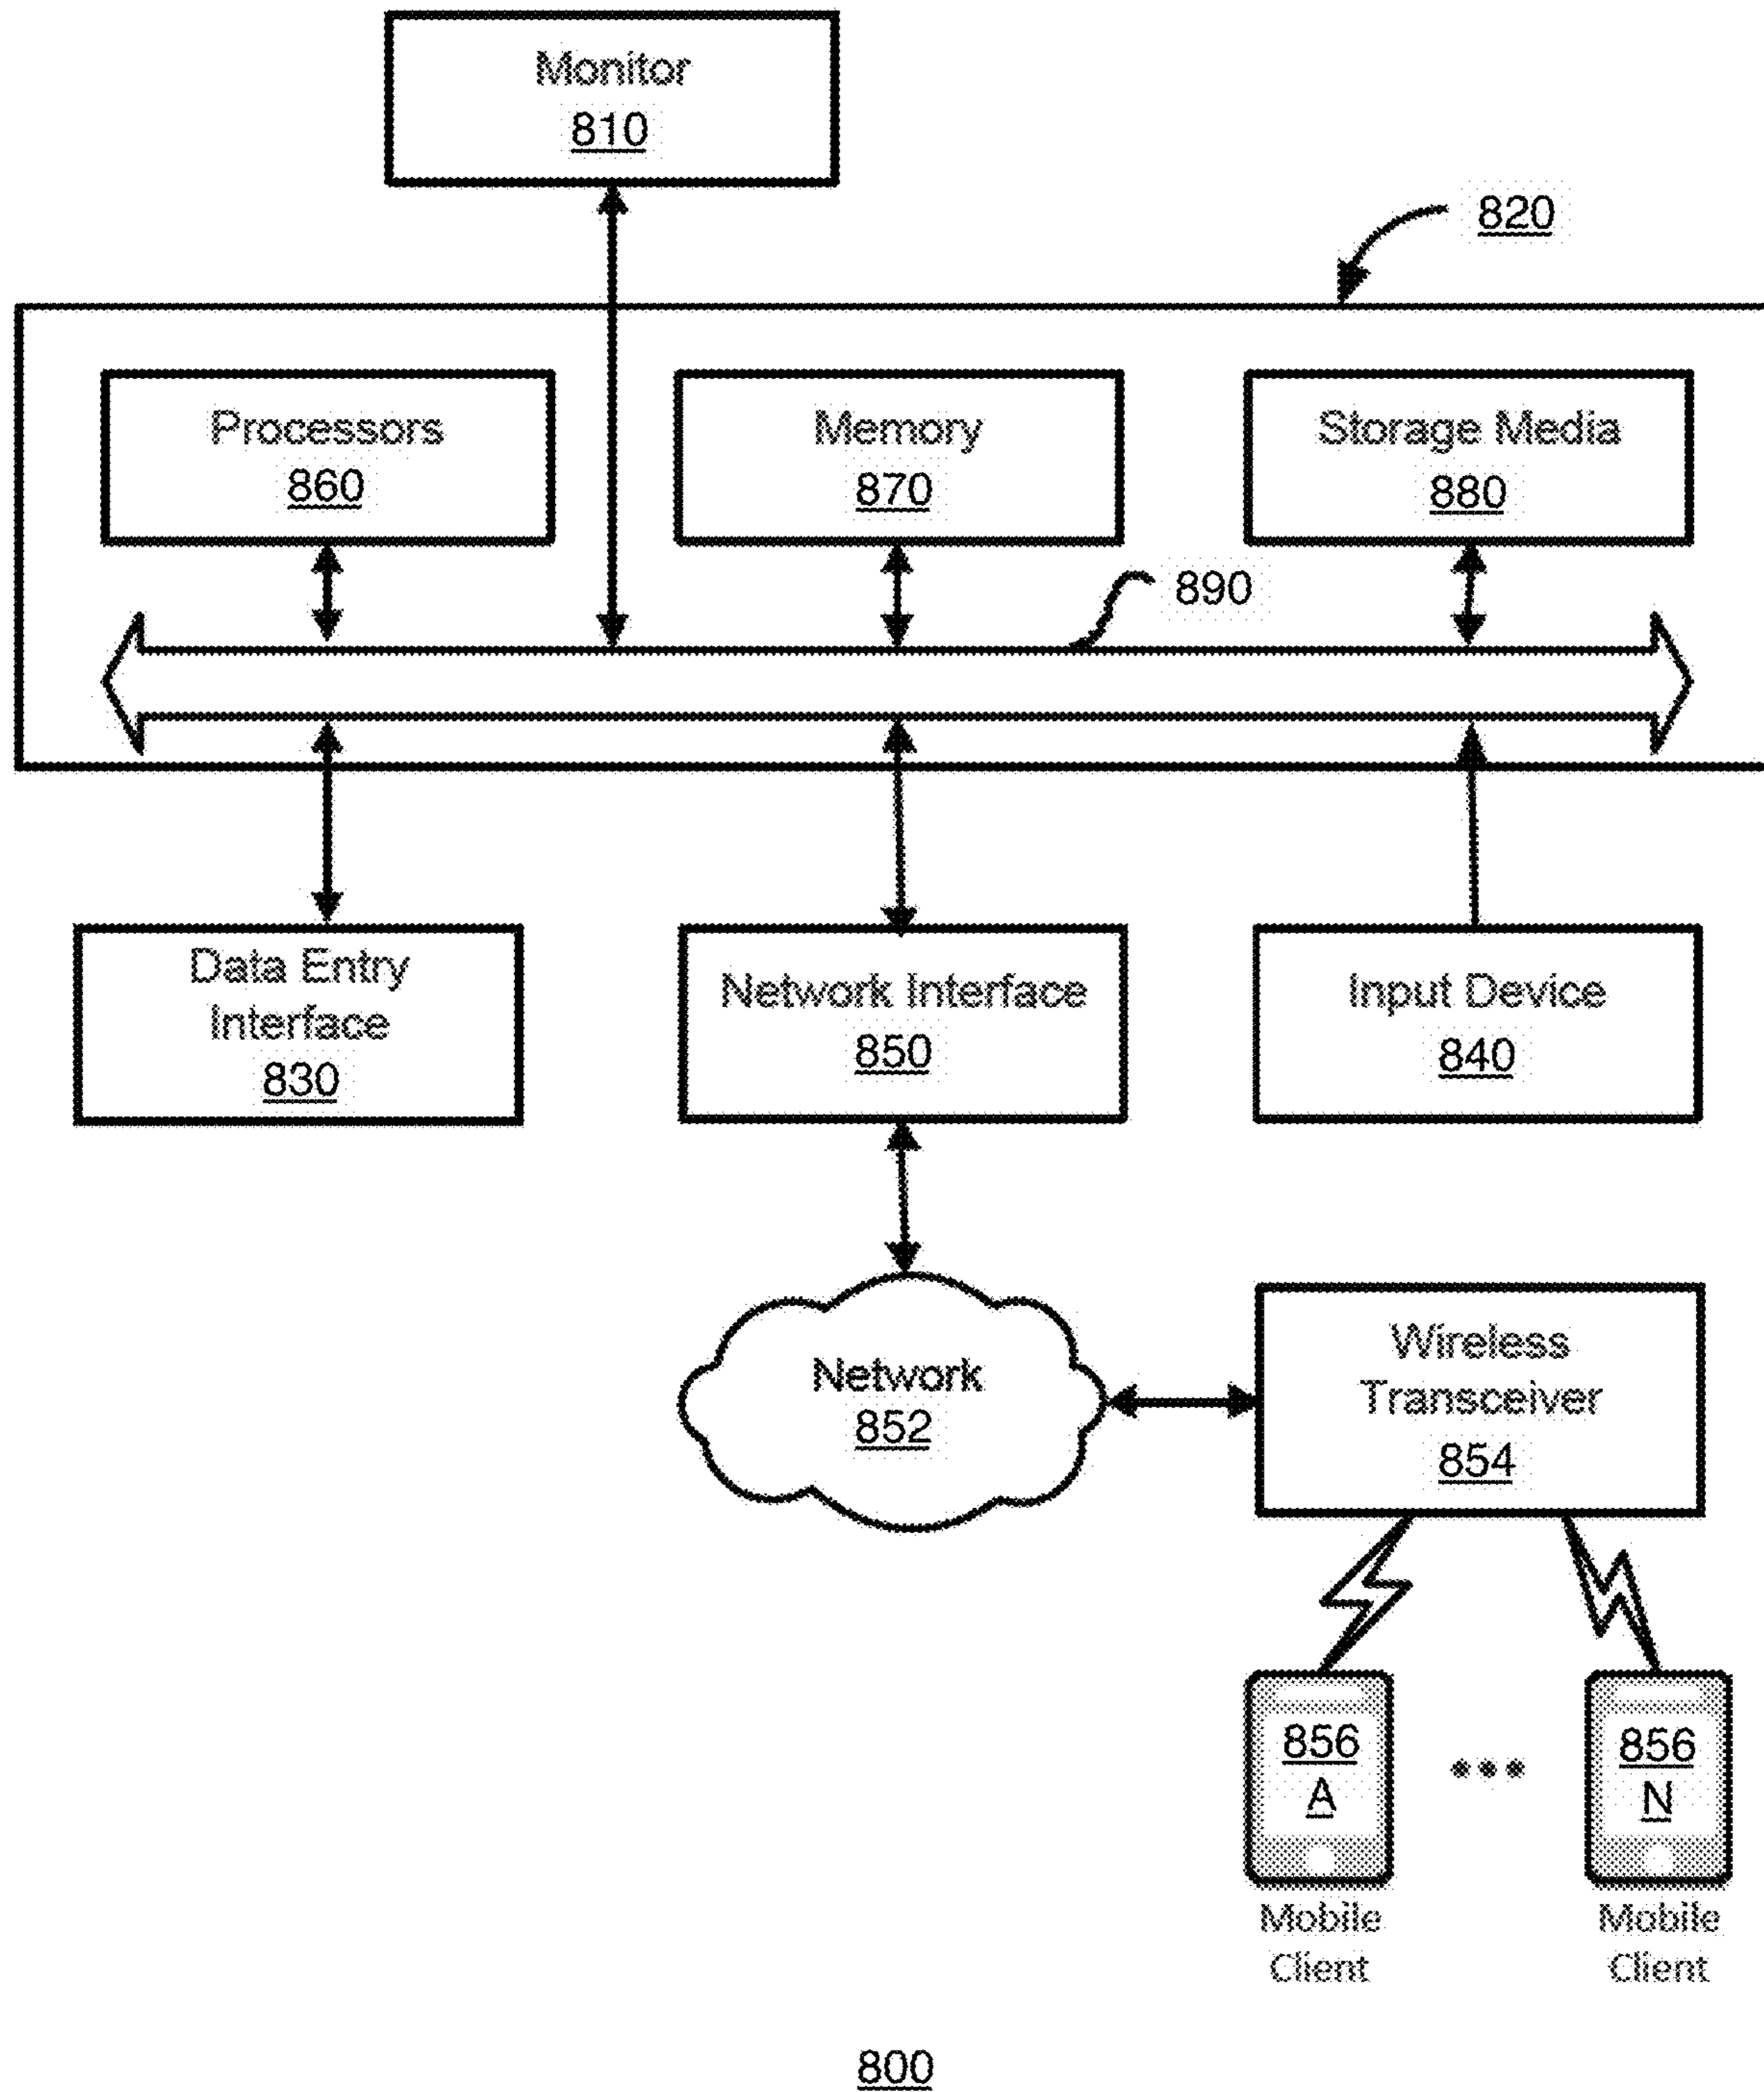 Monitor
810
820
Processors
860
Memory
870
Storage Media
880
890
Data Entry
Interface
830
Network Interface
850
Input Device
840
Network
852
Wireless
Transceiver
854
856
A
...
856
N
Mobile
Client
Mobile
Client
800